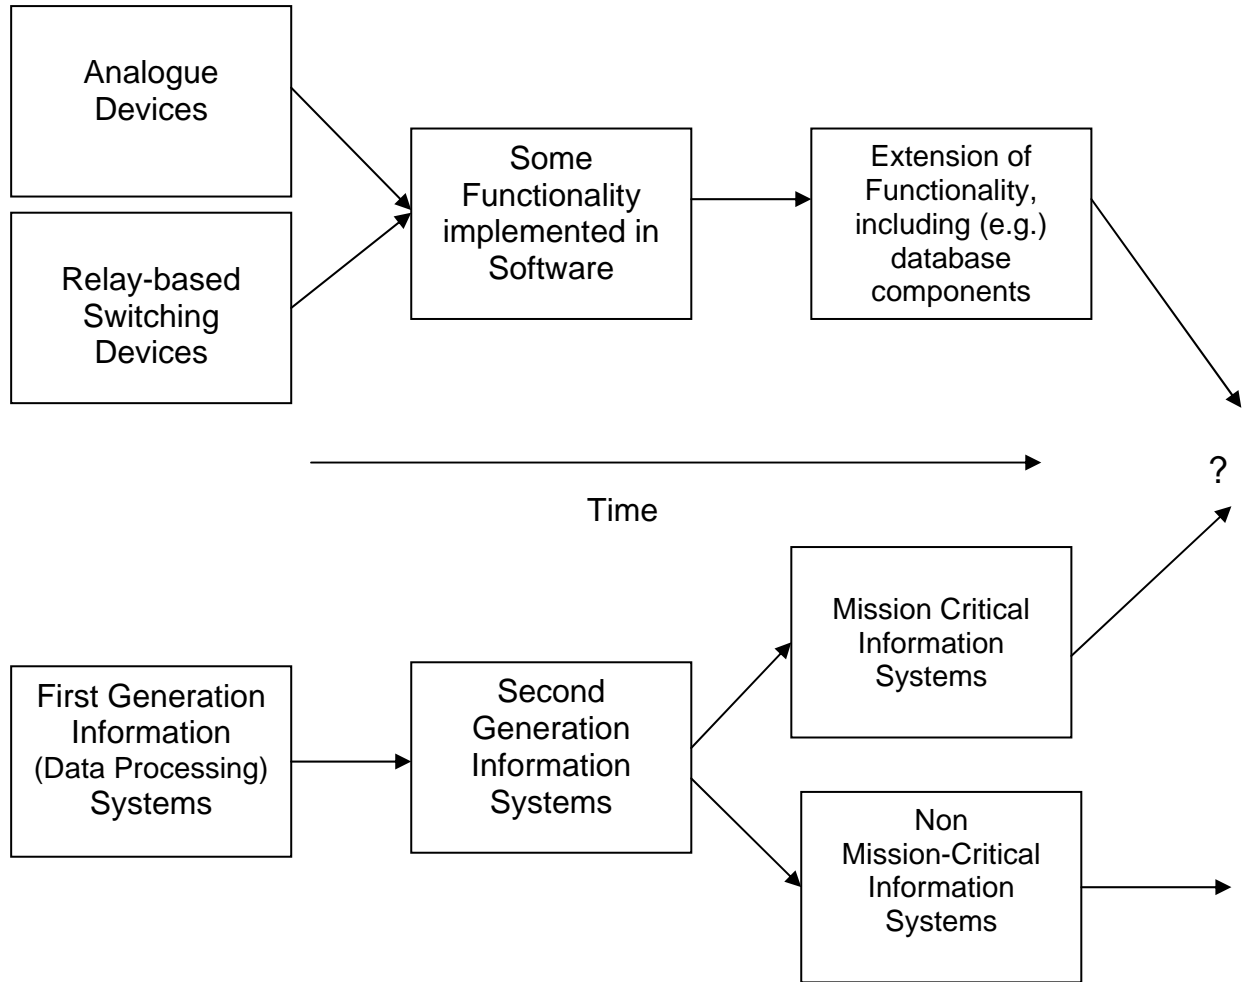 Analogue
Devices
Relay-based
Switching
Devices
Some
Functionality
implemented in
Software
Extension of
Functionality,
including (e.g.)
database
components
?
Time
First Generation
Information
(Data Processing)
Systems
Second
Generation
Information
Systems
Mission Critical
Information
Systems
Non
Mission-Critical
Information
Systems